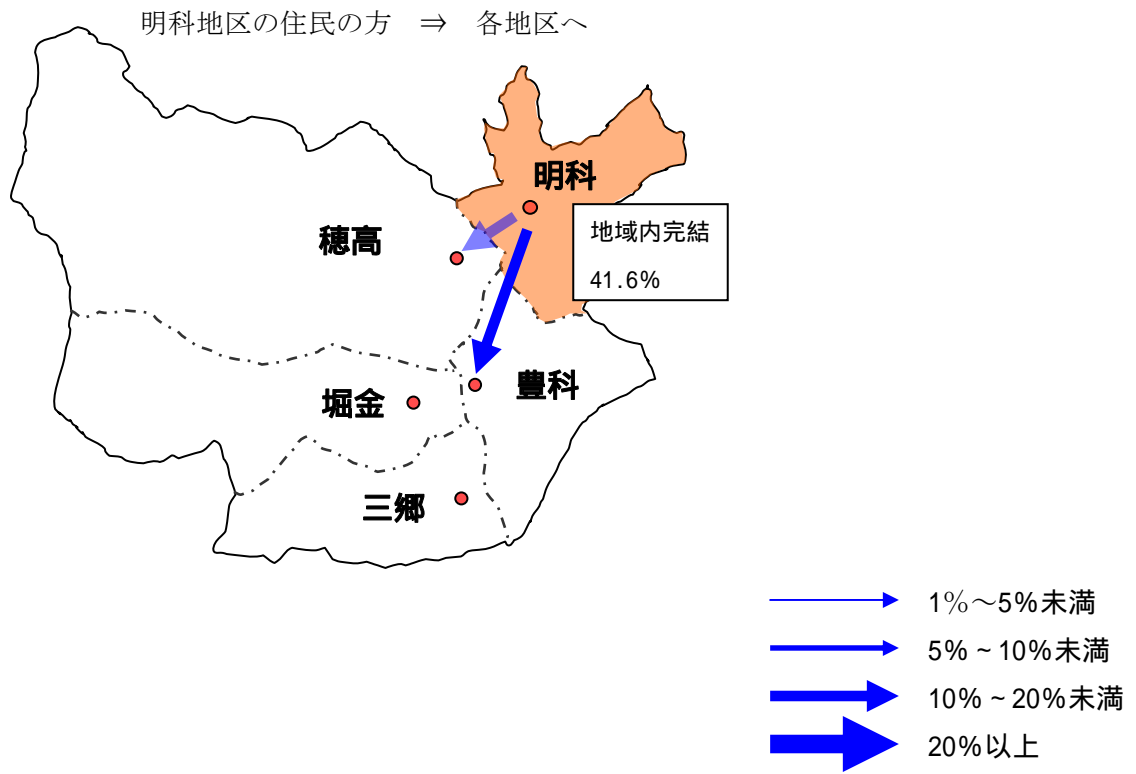 明科地区の住民の方　⇒　各地区へ
明科
地域内完結
41.6%
穂高
豊科
堀金
三郷
1％～5%未満
5% ~ 10%未満
10% ~ 20%未満
20%以上